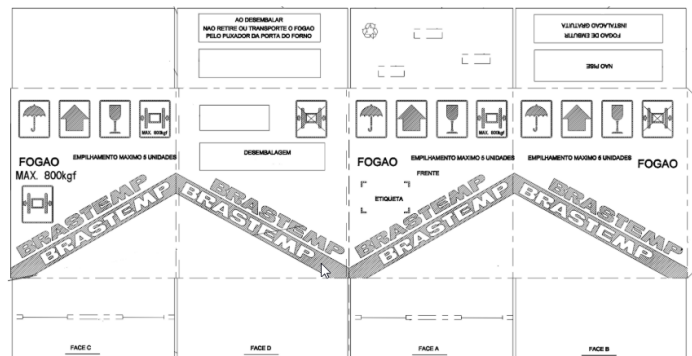 AO DESEMBALAR
NAO RETIRE OU TRANSPORTE O FOGAO
PELO PUXADOR DA PORTA DO FORNO
INSTALACAO GRATUITA
FOGAO DE EMBUTIR
NAO PISE
MAX. 800kgf
MAX. 800kgf
FOGAO
EMPILHAMENTO MAXIMO 5 UNIDADES
MAX. 800kgf
DESEMBALAGEM
FOGAO
EMPILHAMENTO MAXIMO 5 UNIDADES
FRENTE
ETIQUETA
EMPILHAMENTO MAXIMO 6 UNIDADES
FOGAO
BRASTEMP
BRASTEMP
BRASTEMP
BRASTEMP
BRASTEMP
BRASTEMP
BRASTEMP
BRASTEMP
FACE C
FACE D
FACE A
FACE B